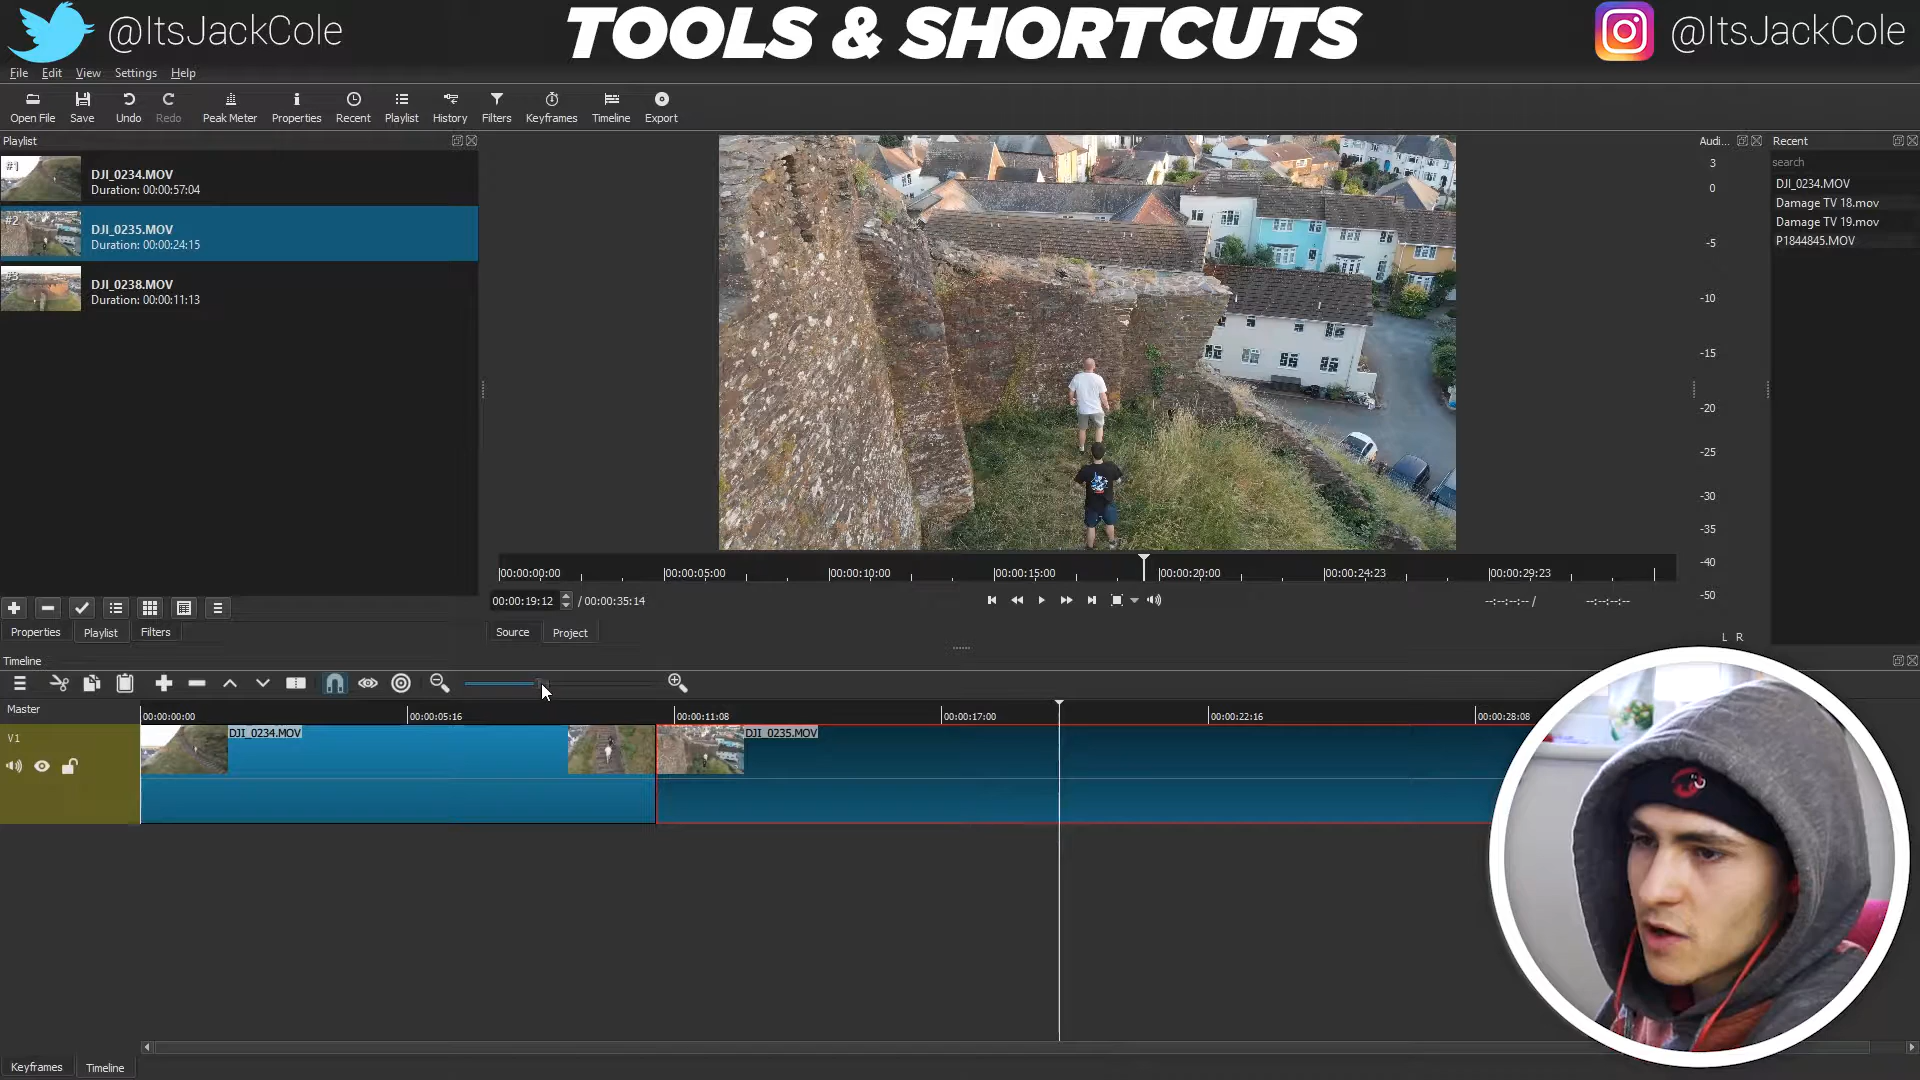 @ItsJackCole
TOOLS & SHORTCUTS
@ItsJackCole
File Edit View Settings Help
Open File Save Undo Redo Peak Meter Properties Recent Playlist History Filters Keyframes Timeline Export
Playlist
#1
DJI_0234.MOV
Duration: 00:00:57:04
#2
DJI_0235.MOV
Duration: 00:00:24:15
#3
DJI_0238.MOV
Duration: 00:00:11:13
Properties Playlist Filters
00:00:00:00 00:00:05:00 00:00:10:00 00:00:15:00 00:00:20:00 00:00:24:23 00:00:29:23
00:00:19:12 / 00:00:35:14
--:--:--:-- / --:--:--:--
Source Project
Audi...
3
0
-5
-10
-15
-20
-25
-30
-35
-40
-50
L R
Recent
search
DJI_0234.MOV
Damage TV 18.mov
Damage TV 19.mov
P1844845.MOV
Timeline
Master
00:00:00:00 00:00:05:16 00:00:11:08 00:00:17:00 00:00:22:16 00:00:28:08
V1
DJI_0234.MOV
DJI_0235.MOV
Keyframes Timeline